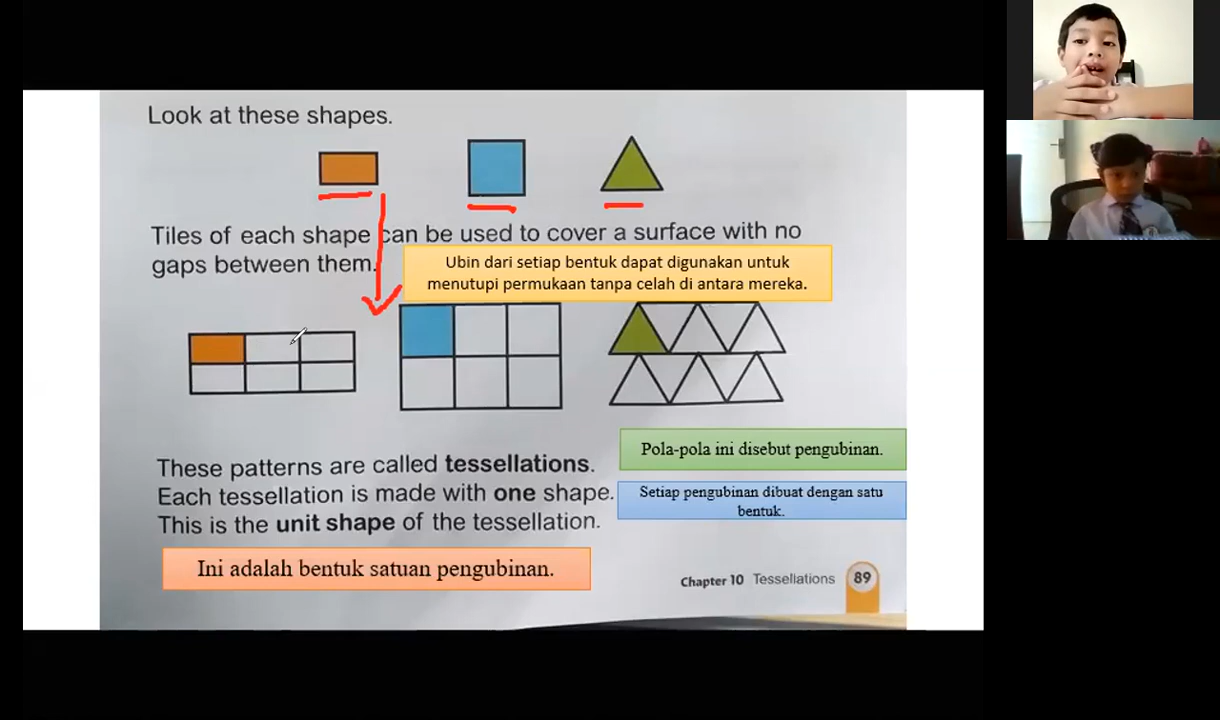 Look at these shapes.
Tiles of each shape can be used to cover a surface with no
gaps between them.
Ubin dari setiap bentuk dapat digunakan untuk
menutupi permukaan tanpa celah di antara mereka.
These patterns are called tessellations.
Each tessellation is made with one shape.
This is the unit shape of the tessellation.
Pola-pola ini disebut pengubinan.
Setiap pengubinan dibuat dengan satu
bentuk.
Ini adalah bentuk satuan pengubinan.
Chapter 10 Tessellations 89